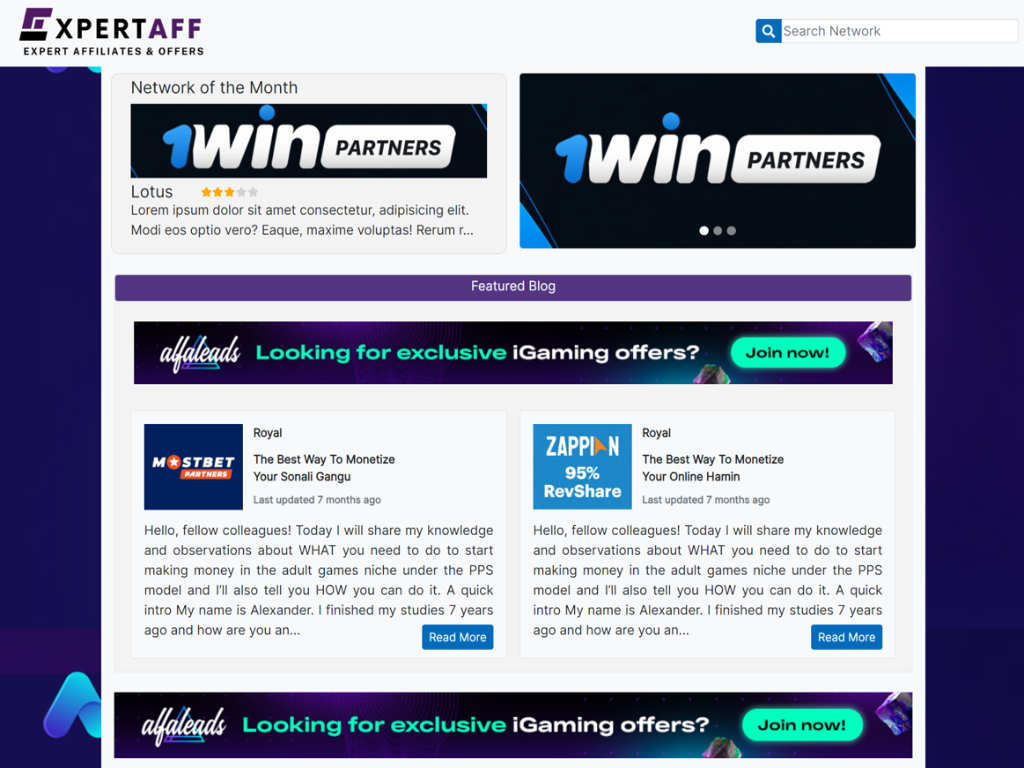 EXPERTAFF
EXPERT AFFILIATES & OFFERS
Search Network
Network of the Month
1WIN PARTNERS
Lotus
Lorem ipsum dolor sit amet consectetur, adipisicing elit.
Modi eos optio vero? Eaque, maxime voluptas! Rerum r...
1WIN PARTNERS
Featured Blog
alfaleads Looking for exclusive iGaming offers? Join now!
MOSTBET
PARTNERS
Royal
The Best Way To Monetize
Your Sonali Gangu
Last updated 7 months ago
Hello, fellow colleagues! Today I will share my knowledge
and observations about WHAT you need to do to start
making money in the adult games niche under the PPS
model and I’ll also tell you HOW you can do it. A quick
intro My name is Alexander. I finished my studies 7 years
ago and how are you an...
Read More
ZAPPIAN
95%
RevShare
Royal
The Best Way To Monetize
Your Online Hamin
Last updated 7 months ago
Hello, fellow colleagues! Today I will share my knowledge
and observations about WHAT you need to do to start
making money in the adult games niche under the PPS
model and I’ll also tell you HOW you can do it. A quick
intro My name is Alexander. I finished my studies 7 years
ago and how are you an...
Read More
alfaleads Looking for exclusive iGaming offers? Join now!